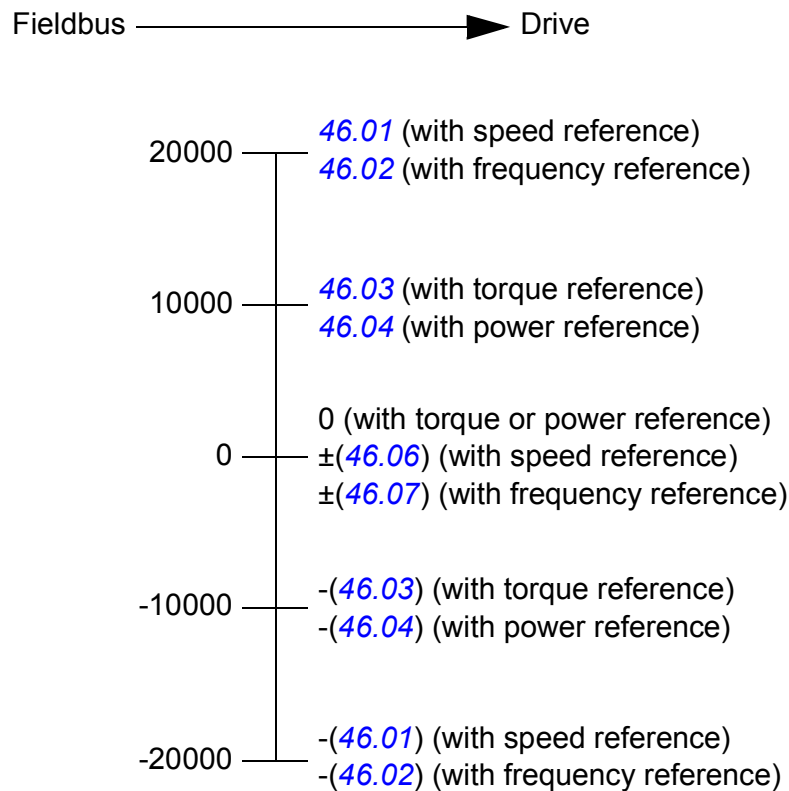 Fieldbus Drive
46.01 (with speed reference)
20000
46.02 (with frequency reference)
46.03 (with torque reference)
10000
46.04 (with power reference)
0 (with torque or power reference)
0 ±(46.06) (with speed reference)
±(46.07) (with frequency reference)
-(46.03) (with torque reference)
-10000
-(46.04) (with power reference)
-(46.01) (with speed reference)
-20000
-(46.02) (with frequency reference)